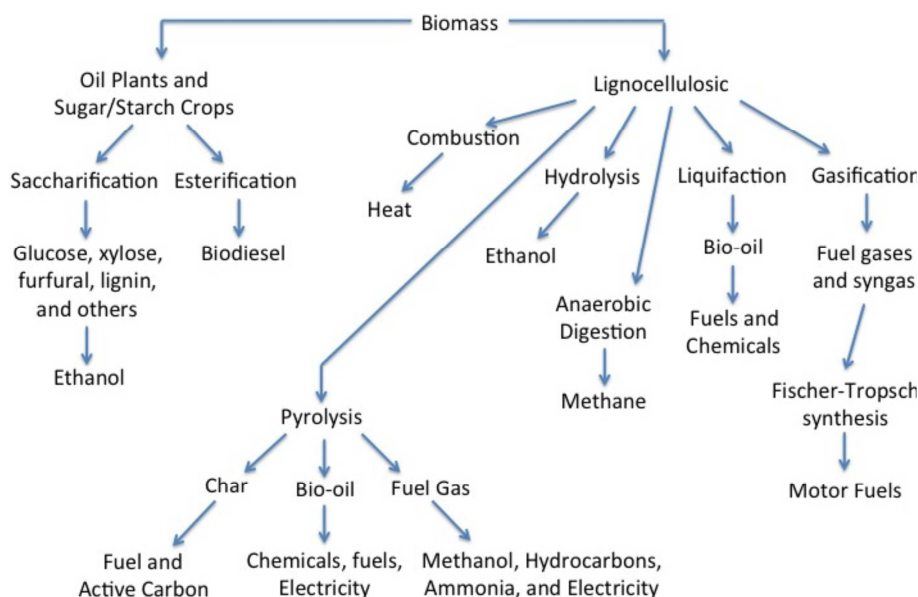 Biomass
Oil Plants and
Sugar/Starch Crops
Lignocellulosic
Combustion
Saccharification
Esterification
Hydrolysis
Liquifaction
Gasification
Heat
Glucose, xylose,
furfural, lignin,
and others
Biodiesel
Ethanol
Bio-oil
Fuel gases
and syngas
Anaerobic
Digestion
Fuels and
Chemicals
Ethanol
Methane
Fischer-Tropsch
synthesis
Pyrolysis
Motor Fuels
Char
Bio-oil
Fuel Gas
Fuel and
Active Carbon
Chemicals, fuels,
Electricity
Methanol, Hydrocarbons,
Ammonia, and Electricity